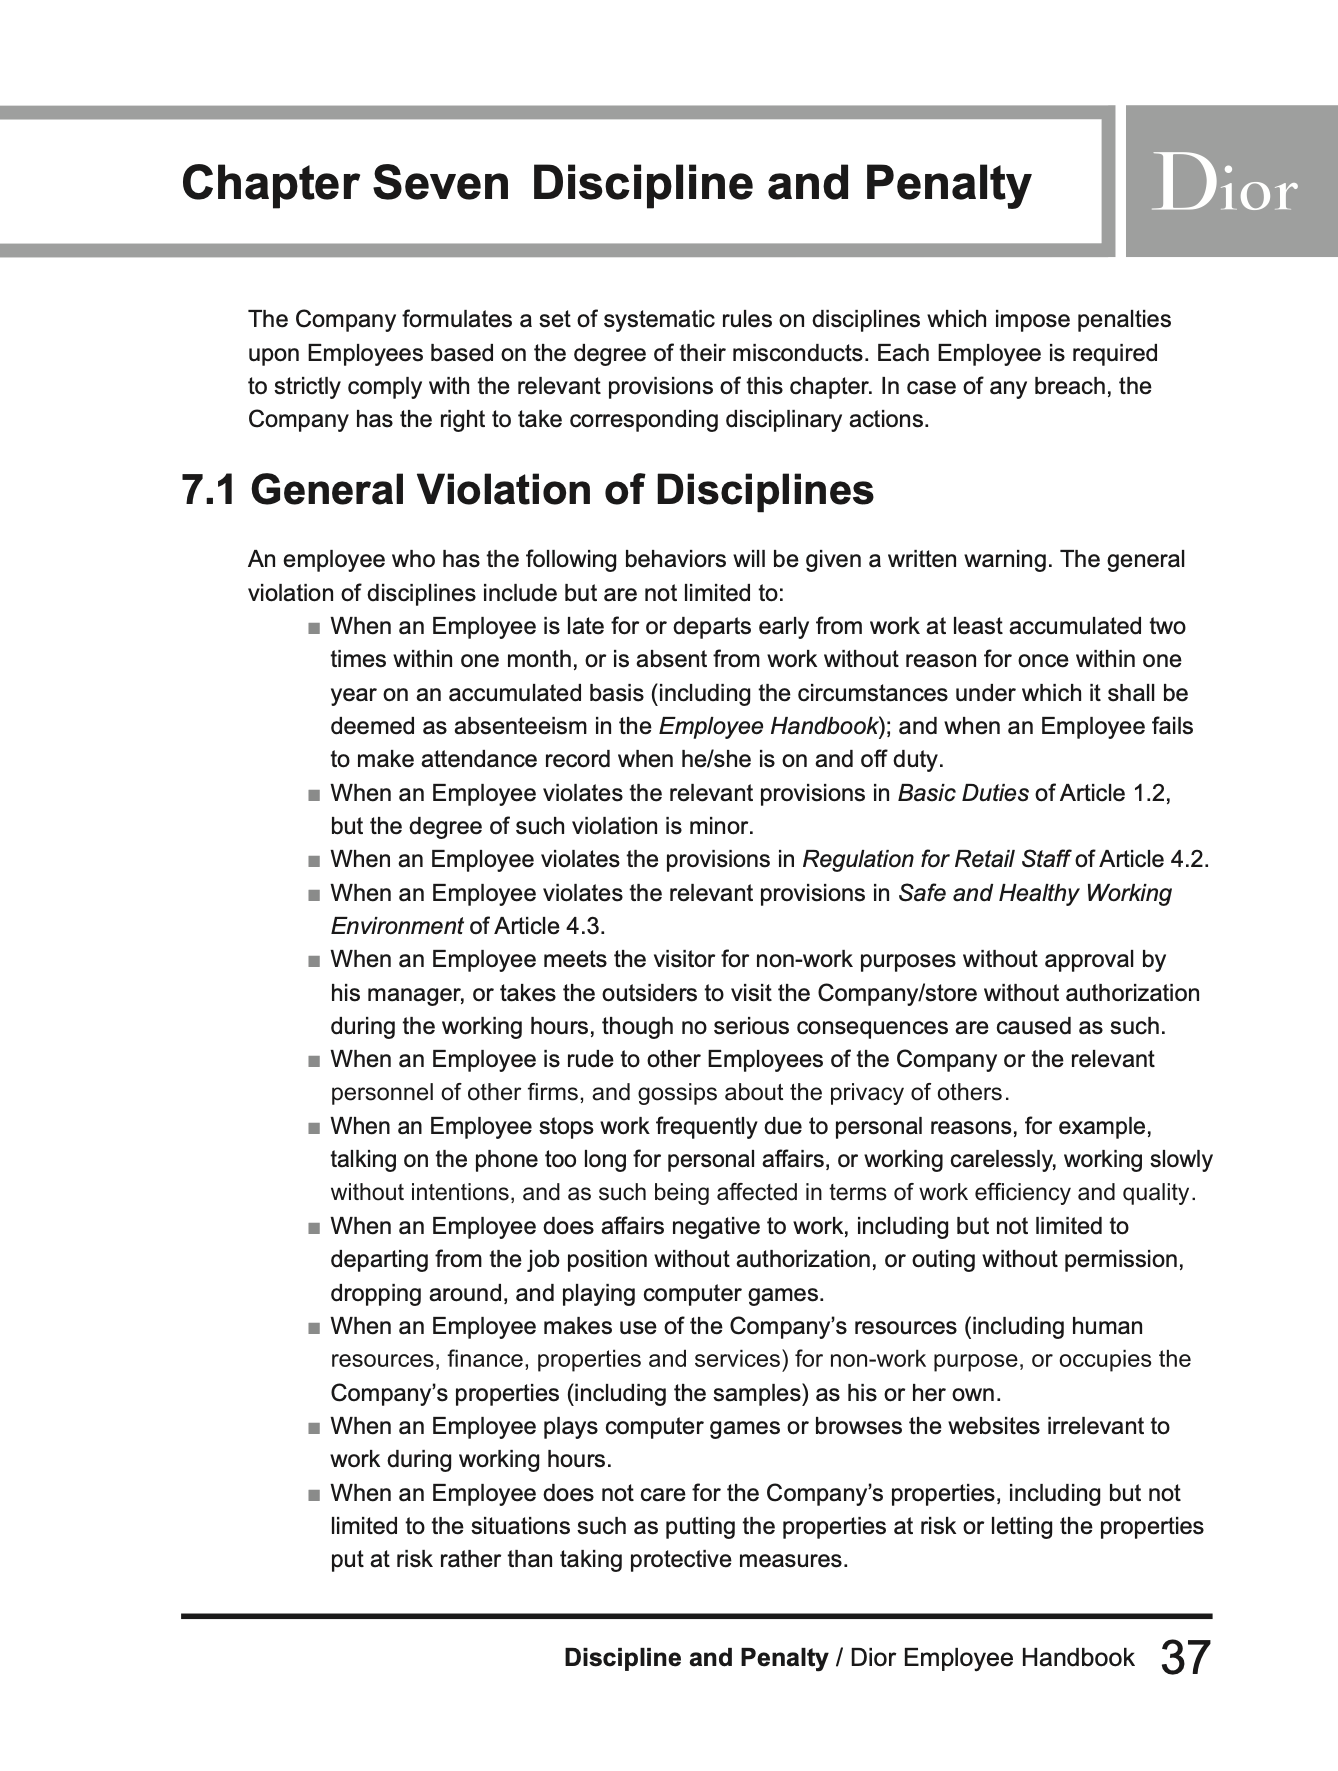 Chapter Seven Discipline and Penalty
Dior
The Company formulates a set of systematic rules on disciplines which impose penalties
upon Employees based on the degree of their misconducts. Each Employee is required
to strictly comply with the relevant provisions of this chapter. In case of any breach, the
Company has the right to take corresponding disciplinary actions.
7.1 General Violation of Disciplines
An employee who has the following behaviors will be given a written warning. The general
violation of disciplines include but are not limited to:
■ When an Employee is late for or departs early from work at least accumulated two
times within one month, or is absent from work without reason for once within one
year on an accumulated basis (including the circumstances under which it shall be
deemed as absenteeism in the Employee Handbook); and when an Employee fails
to make attendance record when he/she is on and off duty.
■ When an Employee violates the relevant provisions in Basic Duties of Article 1.2,
but the degree of such violation is minor.
■ When an Employee violates the provisions in Regulation for Retail Staff of Article 4.2.
■ When an Employee violates the relevant provisions in Safe and Healthy Working
Environment of Article 4.3.
■ When an Employee meets the visitor for non-work purposes without approval by
his manager, or takes the outsiders to visit the Company/store without authorization
during the working hours, though no serious consequences are caused as such.
■ When an Employee is rude to other Employees of the Company or the relevant
personnel of other firms, and gossips about the privacy of others.
■ When an Employee stops work frequently due to personal reasons, for example,
talking on the phone too long for personal affairs, or working carelessly, working slowly
without intentions, and as such being affected in terms of work efficiency and quality.
■ When an Employee does affairs negative to work, including but not limited to
departing from the job position without authorization, or outing without permission,
dropping around, and playing computer games.
■ When an Employee makes use of the Company’s resources (including human
resources, finance, properties and services) for non-work purpose, or occupies the
Company’s properties (including the samples) as his or her own.
■ When an Employee plays computer games or browses the websites irrelevant to
work during working hours.
■ When an Employee does not care for the Company’s properties, including but not
limited to the situations such as putting the properties at risk or letting the properties
put at risk rather than taking protective measures.
Discipline and Penalty / Dior Employee Handbook 37